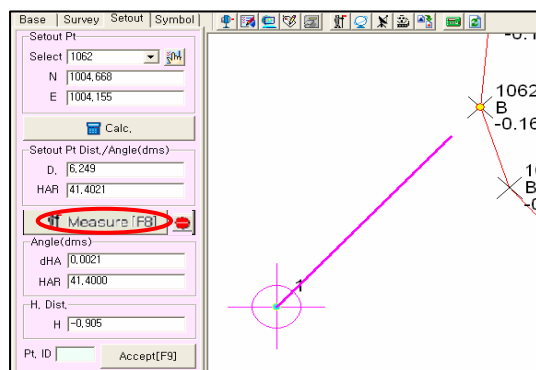 Base Survey Setout Symbol
Setout Pt
Select 1062
N 1004,668
E 1004,155
Calc,
Setout Pt Dist,/Angle(dms)
D, 6,249
HAR 41,4021
Measure [F8]
Angle(dms)
dHA 0,0021
HAR 41,4000
H, Dist,
H -0,905
Pt, ID Accept[F9]
1062
B
-0.16
B
1